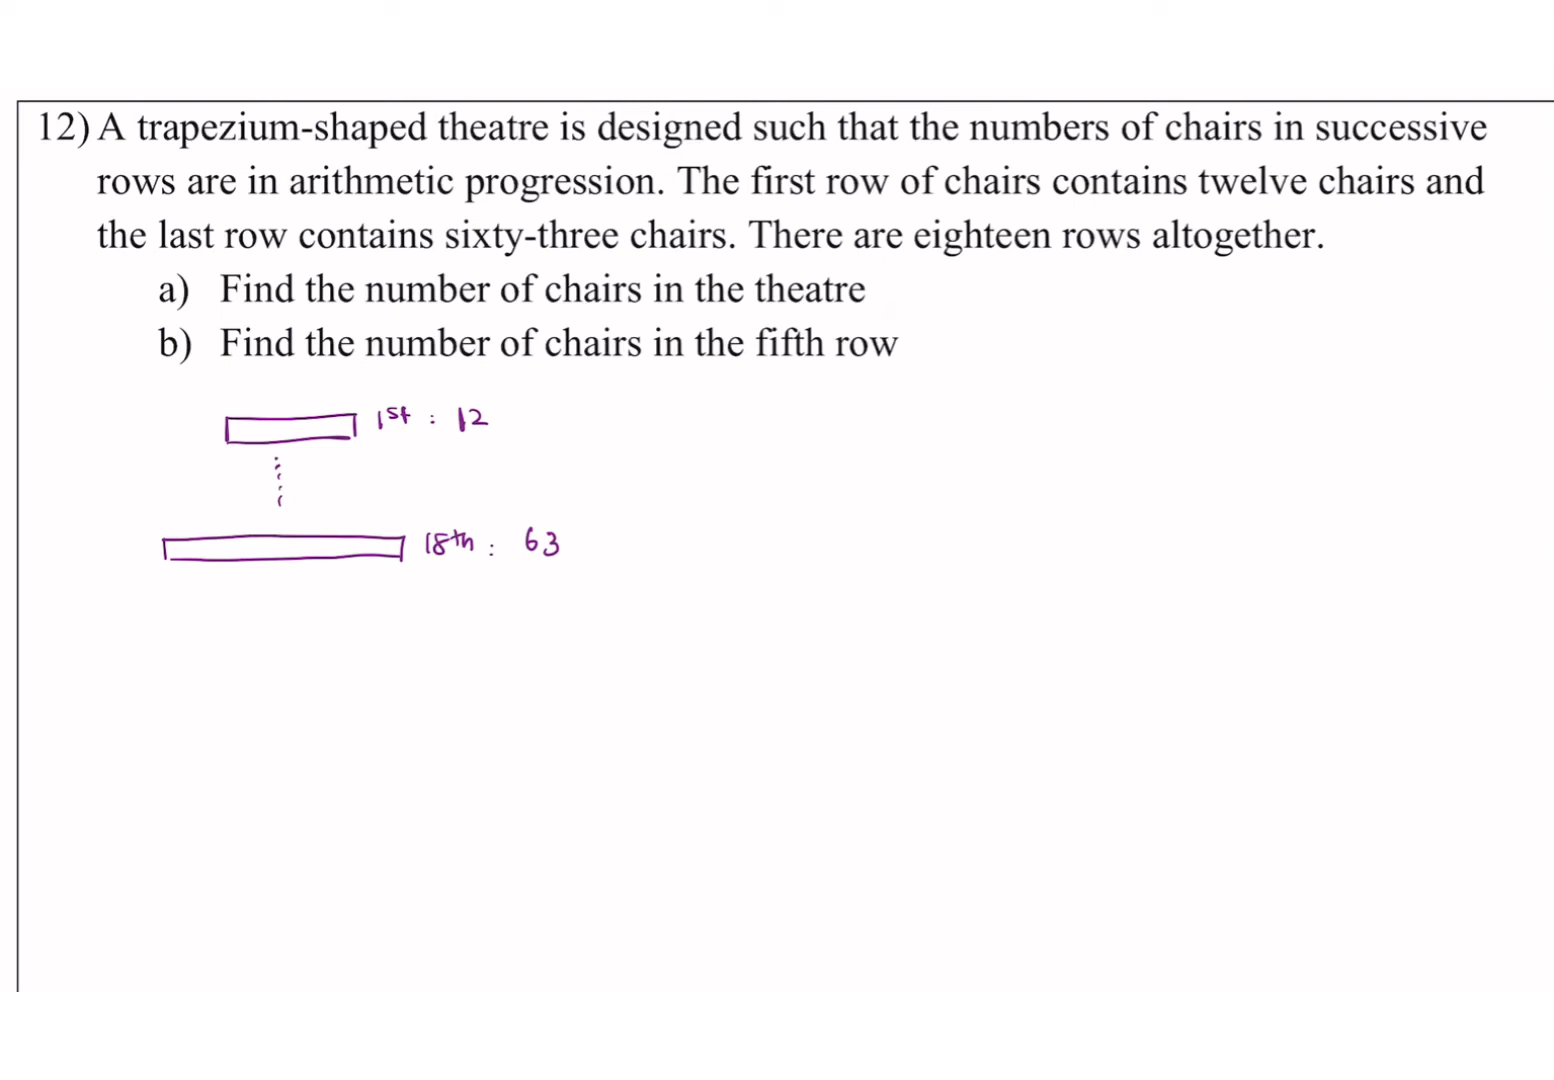 12) A trapezium-shaped theatre is designed such that the numbers of chairs in successive
rows are in arithmetic progression. The first row of chairs contains twelve chairs and
the last row contains sixty-three chairs. There are eighteen rows altogether.
a) Find the number of chairs in the theatre
b) Find the number of chairs in the fifth row
1st : 12
18th : 63